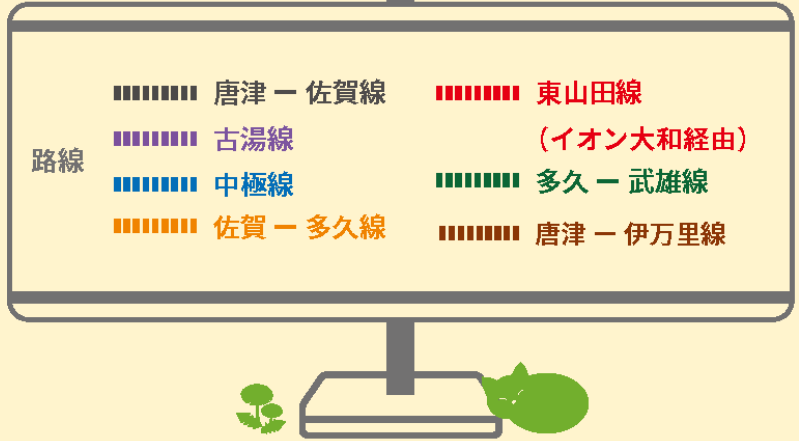 路線
唐津 ー 佐賀線
古湯線
中極線
佐賀 ー 多久線
東山田線
（イオン大和経由）
多久 ー 武雄線
唐津 ー 伊万里線